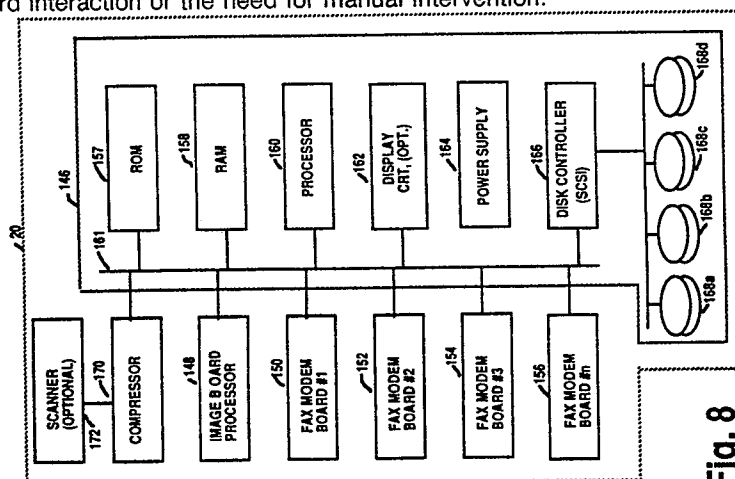 rd interaction or the need for manual intervention.
20
146
157
ROM
158
RAM
160
PROCESSOR
162
DISPLAY
CRT, (OPT.)
164
POWER SUPPLY
166
DISK CONTROLLER
(SCSI)
161
168a
168b
168c
168d
SCANNER
(OPTIONAL)
172
170
COMPRESSOR
148
IMAGE B OARD
PROCESSOR
150
FAX MODEM
BOARD #1
152
FAX MODEM
BOARD #2
154
FAX MODEM
BOARD #3
156
FAX MODEM
BOARD #n
Fig. 8